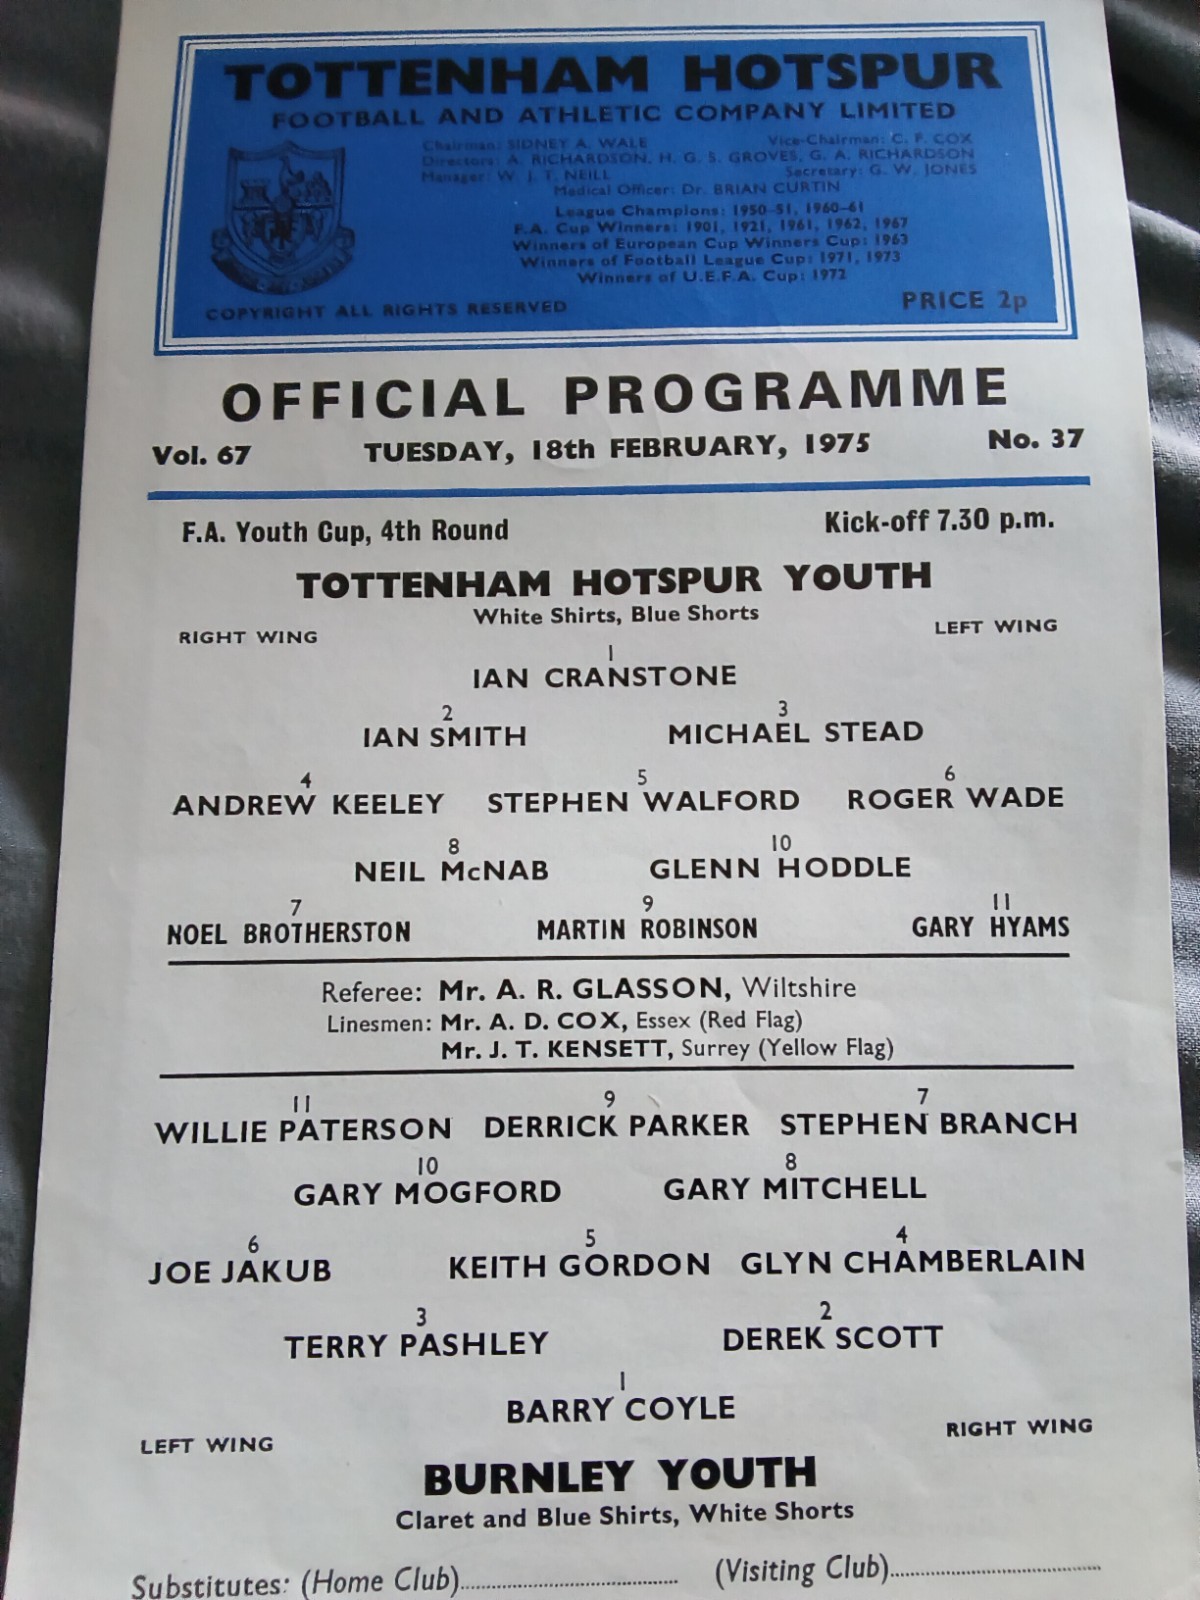 TOTTENHAM HOTSPUR
FOOTBALL AND ATHLETIC COMPANY LIMITED
Chairman: SIDNEY A. WALE Vice-Chairman: C. F. COX
Directors: A. RICHARDSON, H. G. S. GROVES, G. A. RICHARDSON
Manager: W. J. T. NEILL Secretary: G. W. JONES
Medical Officer: Dr. BRIAN CURTIN
League Champions: 1950-51, 1960-61
F.A. Cup Winners: 1901, 1921, 1961, 1962, 1967
Winners of European Cup Winners Cup: 1963
Winners of Football League Cup: 1971, 1973
Winners of U.E.F.A. Cup: 1972
COPYRIGHT ALL RIGHTS RESERVED PRICE 2p
OFFICIAL PROGRAMME
Vol. 67 TUESDAY, 18th FEBRUARY, 1975 No. 37
F.A. Youth Cup, 4th Round Kick-off 7.30 p.m.
TOTTENHAM HOTSPUR YOUTH
White Shirts, Blue Shorts
RIGHT WING LEFT WING
1
IAN CRANSTONE
2 3
IAN SMITH MICHAEL STEAD
4 5 6
ANDREW KEELEY STEPHEN WALFORD ROGER WADE
8 10
NEIL McNAB GLENN HODDLE
7 9 11
NOEL BROTHERSTON MARTIN ROBINSON GARY HYAMS
Referee: Mr. A. R. GLASSON, Wiltshire
Linesmen: Mr. A. D. COX, Essex (Red Flag)
Mr. J. T. KENSETT, Surrey (Yellow Flag)
11 9 7
WILLIE PATERSON DERRICK PARKER STEPHEN BRANCH
10 8
GARY MOGFORD GARY MITCHELL
6 5 4
JOE JAKUB KEITH GORDON GLYN CHAMBERLAIN
3 2
TERRY PASHLEY DEREK SCOTT
1
BARRY COYLE
LEFT WING RIGHT WING
BURNLEY YOUTH
Claret and Blue Shirts, White Shorts
Substitutes: (Home Club).......................... (Visiting Club)..........................